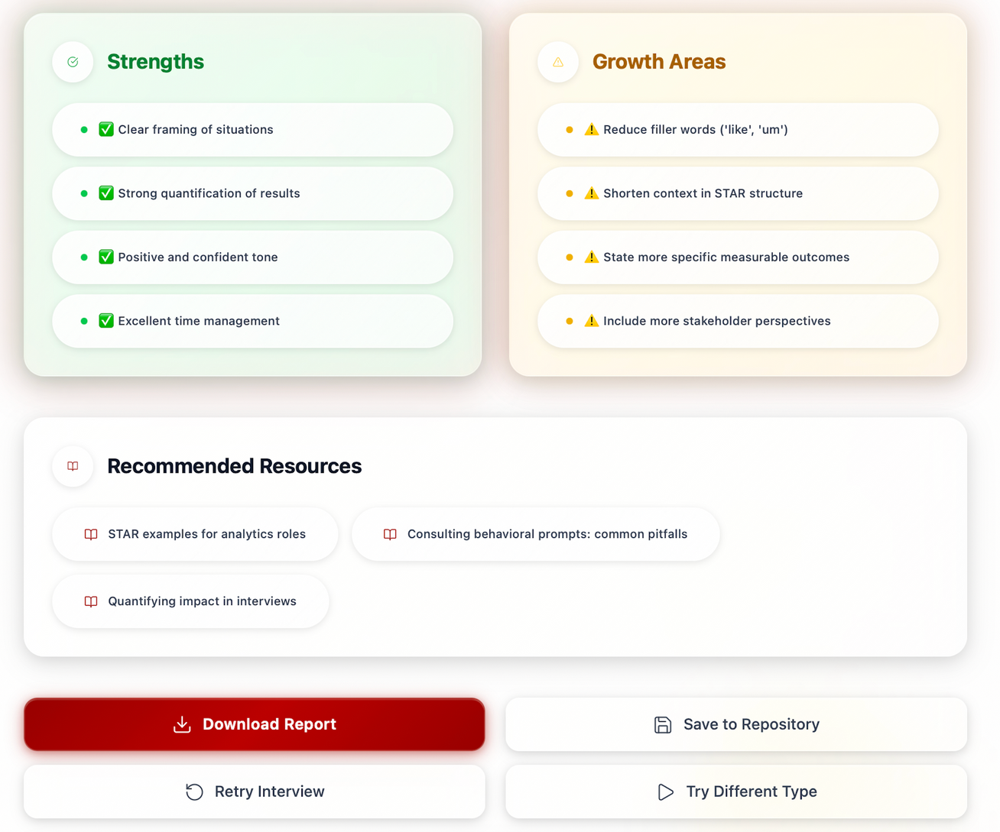 Strengths
✅ Clear framing of situations
✅ Strong quantification of results
✅ Positive and confident tone
✅ Excellent time management
Growth Areas
⚠️ Reduce filler words ('like', 'um')
⚠️ Shorten context in STAR structure
⚠️ State more specific measurable outcomes
⚠️ Include more stakeholder perspectives
Recommended Resources
STAR examples for analytics roles
Consulting behavioral prompts: common pitfalls
Quantifying impact in interviews
Download Report
Save to Repository
Retry Interview
Try Different Type